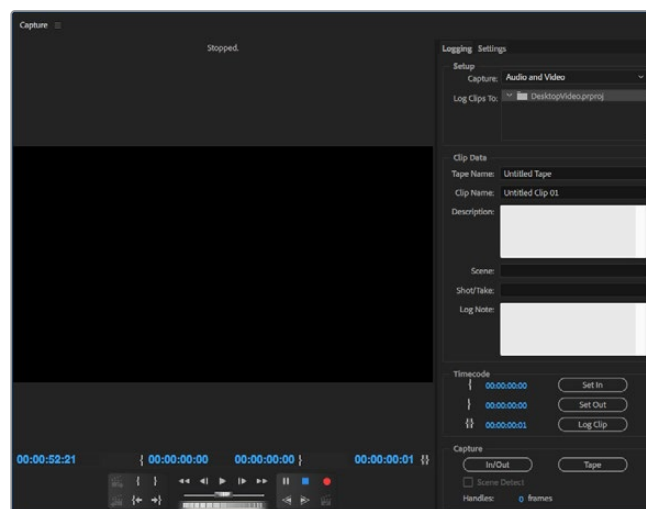 Capture
Stopped.
Logging Settings
Setup
Capture: Audio and Video
Log Clips To: DesktopVideo.prproj
Clip Data
Tape Name: Untitled Tape
Clip Name: Untitled Clip 01
Description:
Scene:
Shot/Take:
Log Note:
Timecode
{ 00:00:00:00 Set In
} 00:00:00:00 Set Out
{} 00:00:00:01 Log Clip
00:00:52:21 { 00:00:00:00 00:00:00:00 } 00:00:00:01 {}
Capture
In/Out Tape
Scene Detect
Handles: 0 frames